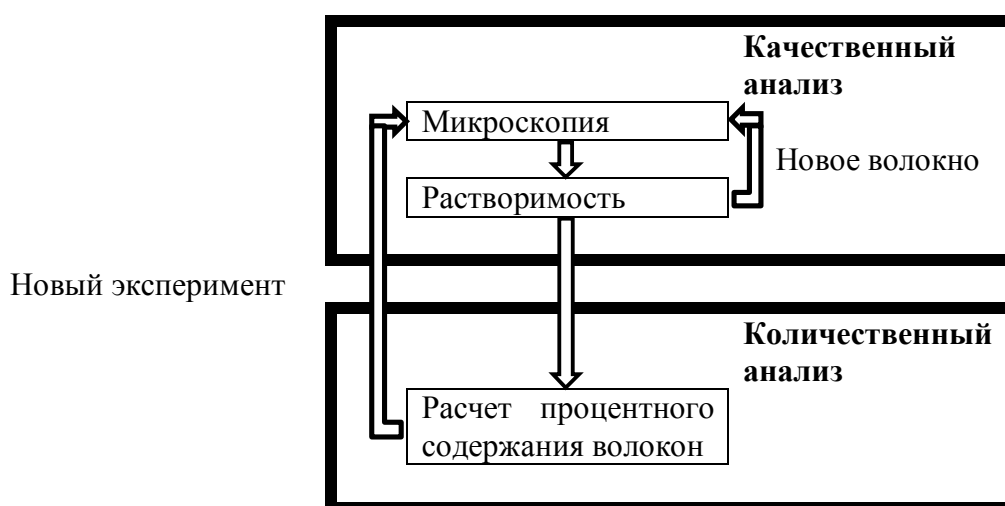 Качественный
анализ
Микроскопия
Новое волокно
Растворимость
Новый эксперимент
Количественный
анализ
Расчет процентного
содержания волокон